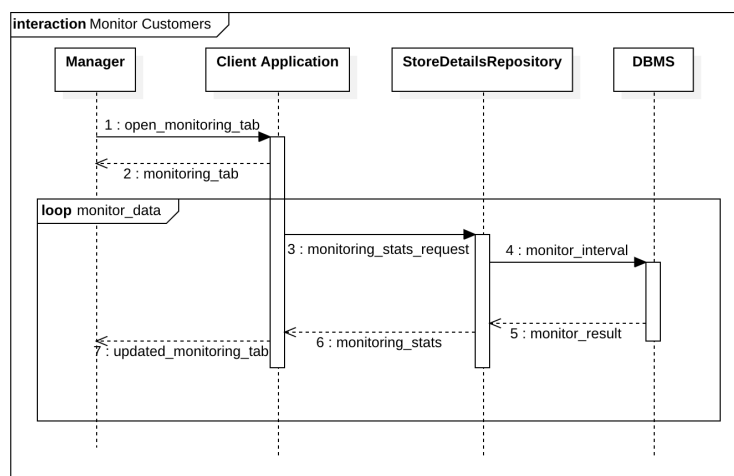 interaction Monitor Customers
Manager
Client Application
StoreDetailsRepository
DBMS
1 : open_monitoring_tab
2 : monitoring_tab
loop monitor_data
3 : monitoring_stats_request
4 : monitor_interval
5 : monitor_result
6 : monitoring_stats
7 : updated_monitoring_tab